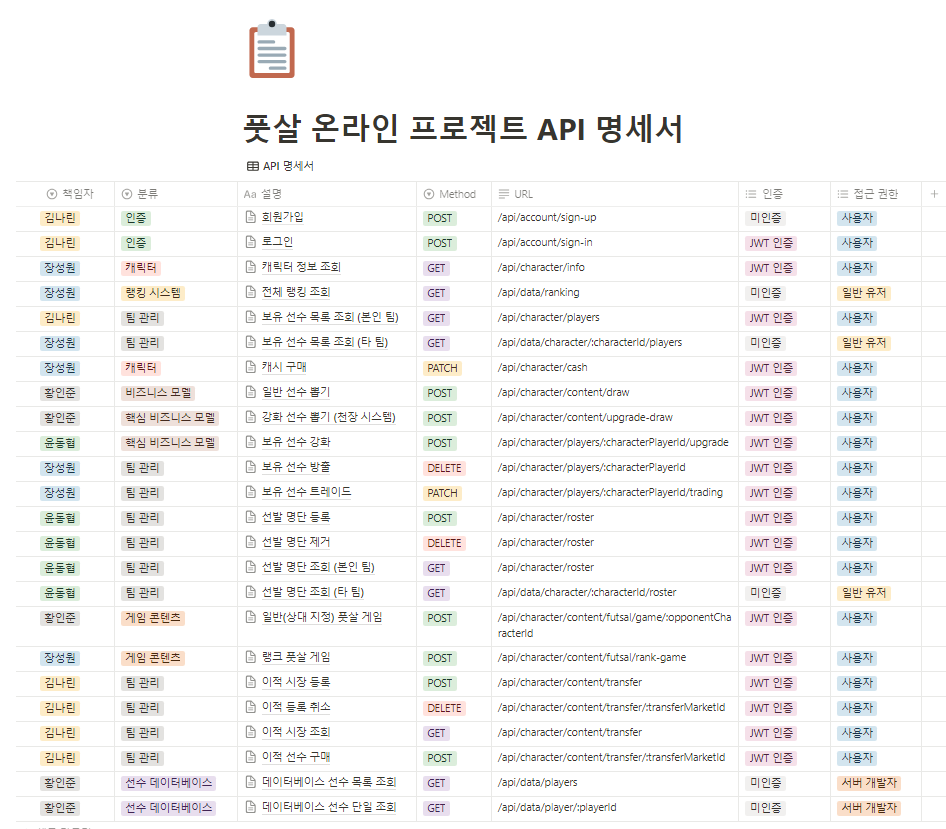 풋살 온라인 프로젝트 API 명세서
API 명세서
책임자 분류 Aa 설명 Method URL 인증 접근 권한 +
김나린 인증 회원가입 POST /api/account/sign-up 미인증 사용자
김나린 인증 로그인 POST /api/account/sign-in JWT 인증 사용자
장성원 캐릭터 캐릭터 정보 조회 GET /api/character/info JWT 인증 사용자
장성원 랭킹 시스템 전체 랭킹 조회 GET /api/data/ranking 미인증 일반 유저
김나린 팀 관리 보유 선수 목록 조회 (본인 팀) GET /api/character/players JWT 인증 사용자
장성원 팀 관리 보유 선수 목록 조회 (타 팀) GET /api/data/character/:characterId/players 미인증 일반 유저
장성원 캐릭터 캐시 구매 PATCH /api/character/cash JWT 인증 사용자
황인준 비즈니스 모델 일반 선수 뽑기 POST /api/character/content/draw JWT 인증 사용자
황인준 핵심 비즈니스 모델 강화 선수 뽑기 (천장 시스템) POST /api/character/content/upgrade-draw JWT 인증 사용자
윤동협 핵심 비즈니스 모델 보유 선수 강화 POST /api/character/players/:characterPlayerId/upgrade JWT 인증 사용자
장성원 팀 관리 보유 선수 방출 DELETE /api/character/players/:characterPlayerId JWT 인증 사용자
장성원 팀 관리 보유 선수 트레이드 PATCH /api/character/players/:characterPlayerId/trading JWT 인증 사용자
윤동협 팀 관리 선발 명단 등록 POST /api/character/roster JWT 인증 사용자
윤동협 팀 관리 선발 명단 제거 DELETE /api/character/roster JWT 인증 사용자
윤동협 팀 관리 선발 명단 조회 (본인 팀) GET /api/character/roster JWT 인증 사용자
윤동협 팀 관리 선발 명단 조회 (타 팀) GET /api/data/character/:characterId/roster 미인증 일반 유저
황인준 게임 콘텐츠 일반(상대 지정) 풋살 게임 POST /api/character/content/futsal/game/:opponentCha JWT 인증 사용자
racterId
장성원 게임 콘텐츠 랭크 풋살 게임 POST /api/character/content/futsal/rank-game JWT 인증 사용자
김나린 팀 관리 이적 시장 등록 POST /api/character/content/transfer JWT 인증 사용자
김나린 팀 관리 이적 등록 취소 DELETE /api/character/content/transfer/:transferMarketId JWT 인증 사용자
김나린 팀 관리 이적 시장 조회 GET /api/character/content/transfer JWT 인증 사용자
김나린 팀 관리 이적 선수 구매 POST /api/character/content/transfer/:transferMarketId JWT 인증 사용자
황인준 선수 데이터베이스 데이터베이스 선수 목록 조회 GET /api/data/players 미인증 서버 개발자
황인준 선수 데이터베이스 데이터베이스 선수 단일 조회 GET /api/data/player/:playerId 미인증 서버 개발자